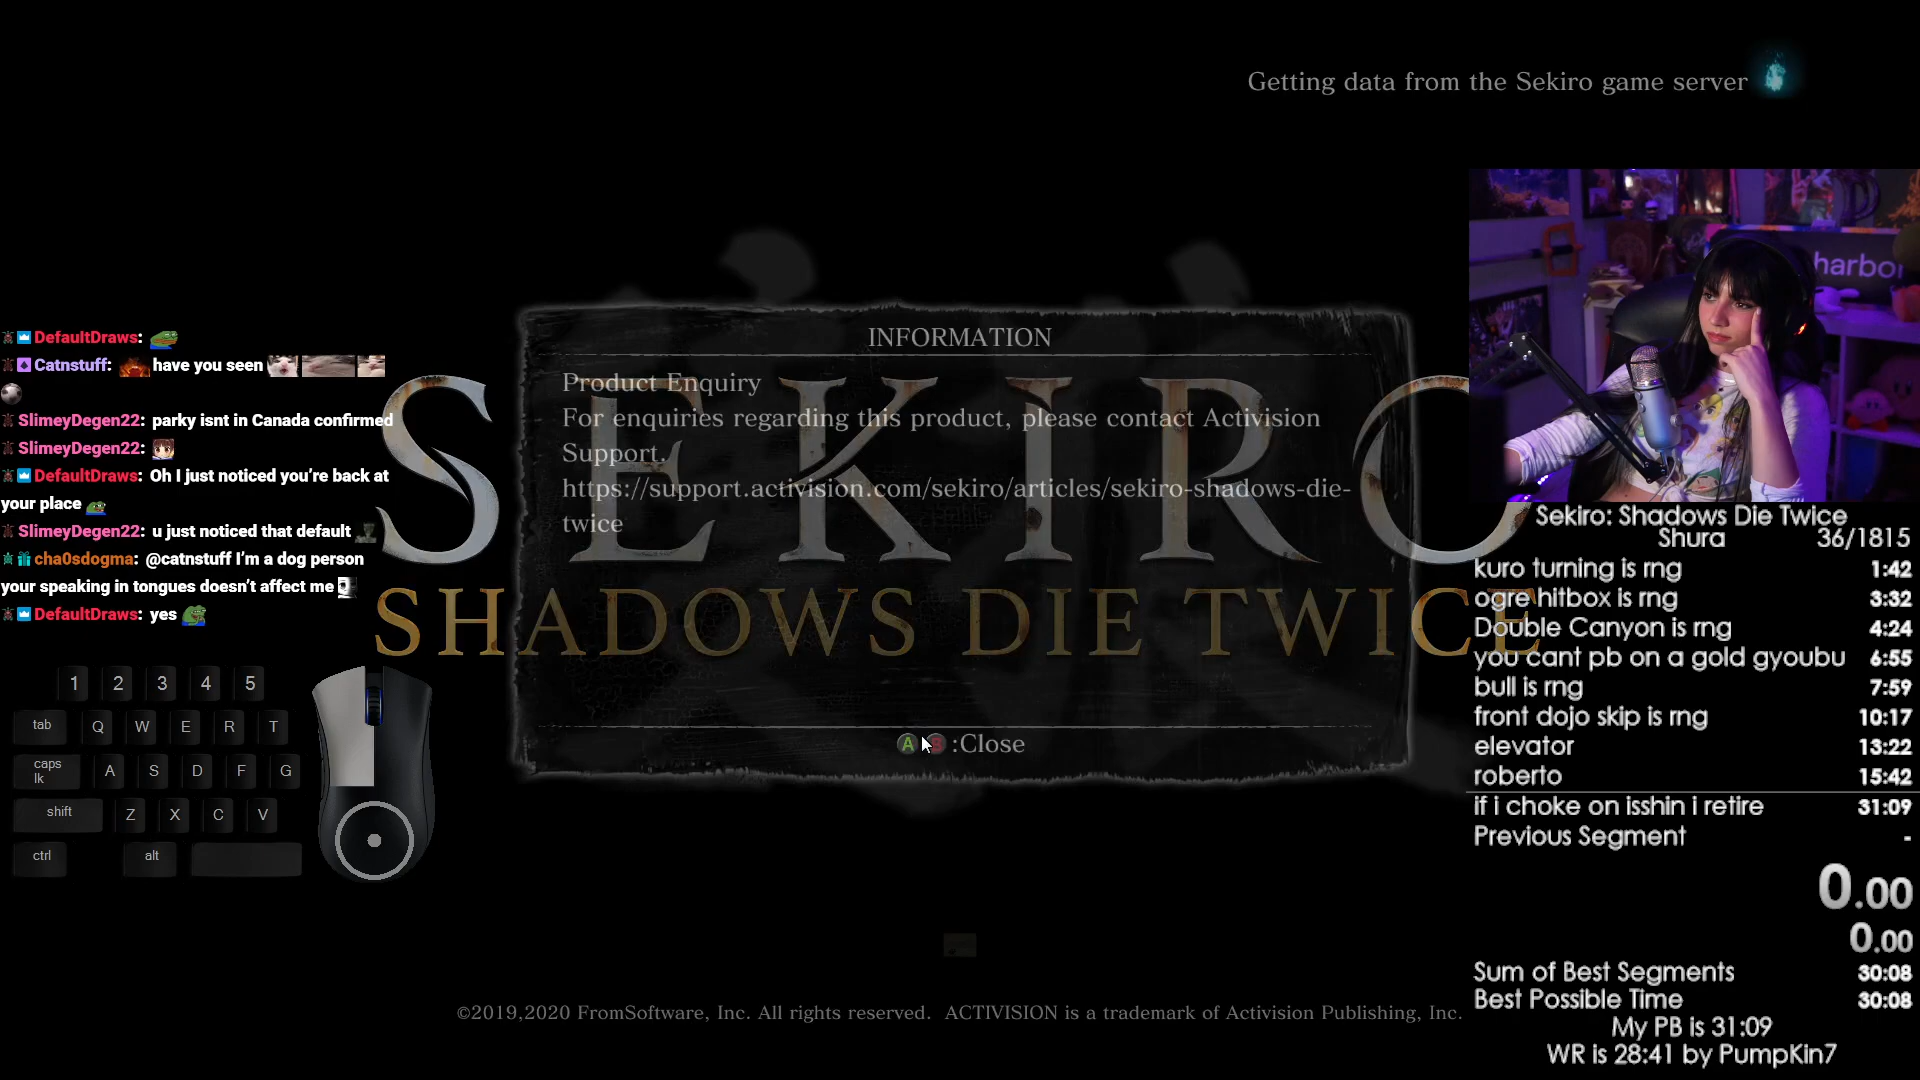 Getting data from the Sekiro game server
harbor
DefaultDraws:
Catnstuff: have you seen
SlimeyDegen22: parky isnt in Canada confirmed
SlimeyDegen22:
DefaultDraws: Oh I just noticed you're back at
your place
SlimeyDegen22: u just noticed that default
cha0sdogma: @catnstuff I'm a dog person
your speaking in tongues doesn't affect me
DefaultDraws: yes
INFORMATION
Product Enquiry
For enquiries regarding this product, please contact Activision
Support.
https://support.activision.com/sekiro/articles/sekiro-shadows-die-
twice
A B :Close
SEKIRO
SHADOWS DIE TWICE
1 2 3 4 5
tab Q W E R T
caps
lk A S D F G
shift Z X C V
ctrl alt
Sekiro: Shadows Die Twice
Shura 36/1815
kuro turning is rng 1:42
ogre hitbox is rng 3:32
Double Canyon is rng 4:24
you cant pb on a gold gyoubu 6:55
bull is rng 7:59
front dojo skip is rng 10:17
elevator 13:22
roberto 15:42
if i choke on isshin i retire 31:09
Previous Segment -
0.00
0.00
Sum of Best Segments 30:08
Best Possible Time 30:08
My PB is 31:09
WR is 28:41 by PumpKin7
©2019,2020 FromSoftware, Inc. All rights reserved. ACTIVISION is a trademark of Activision Publishing, Inc.